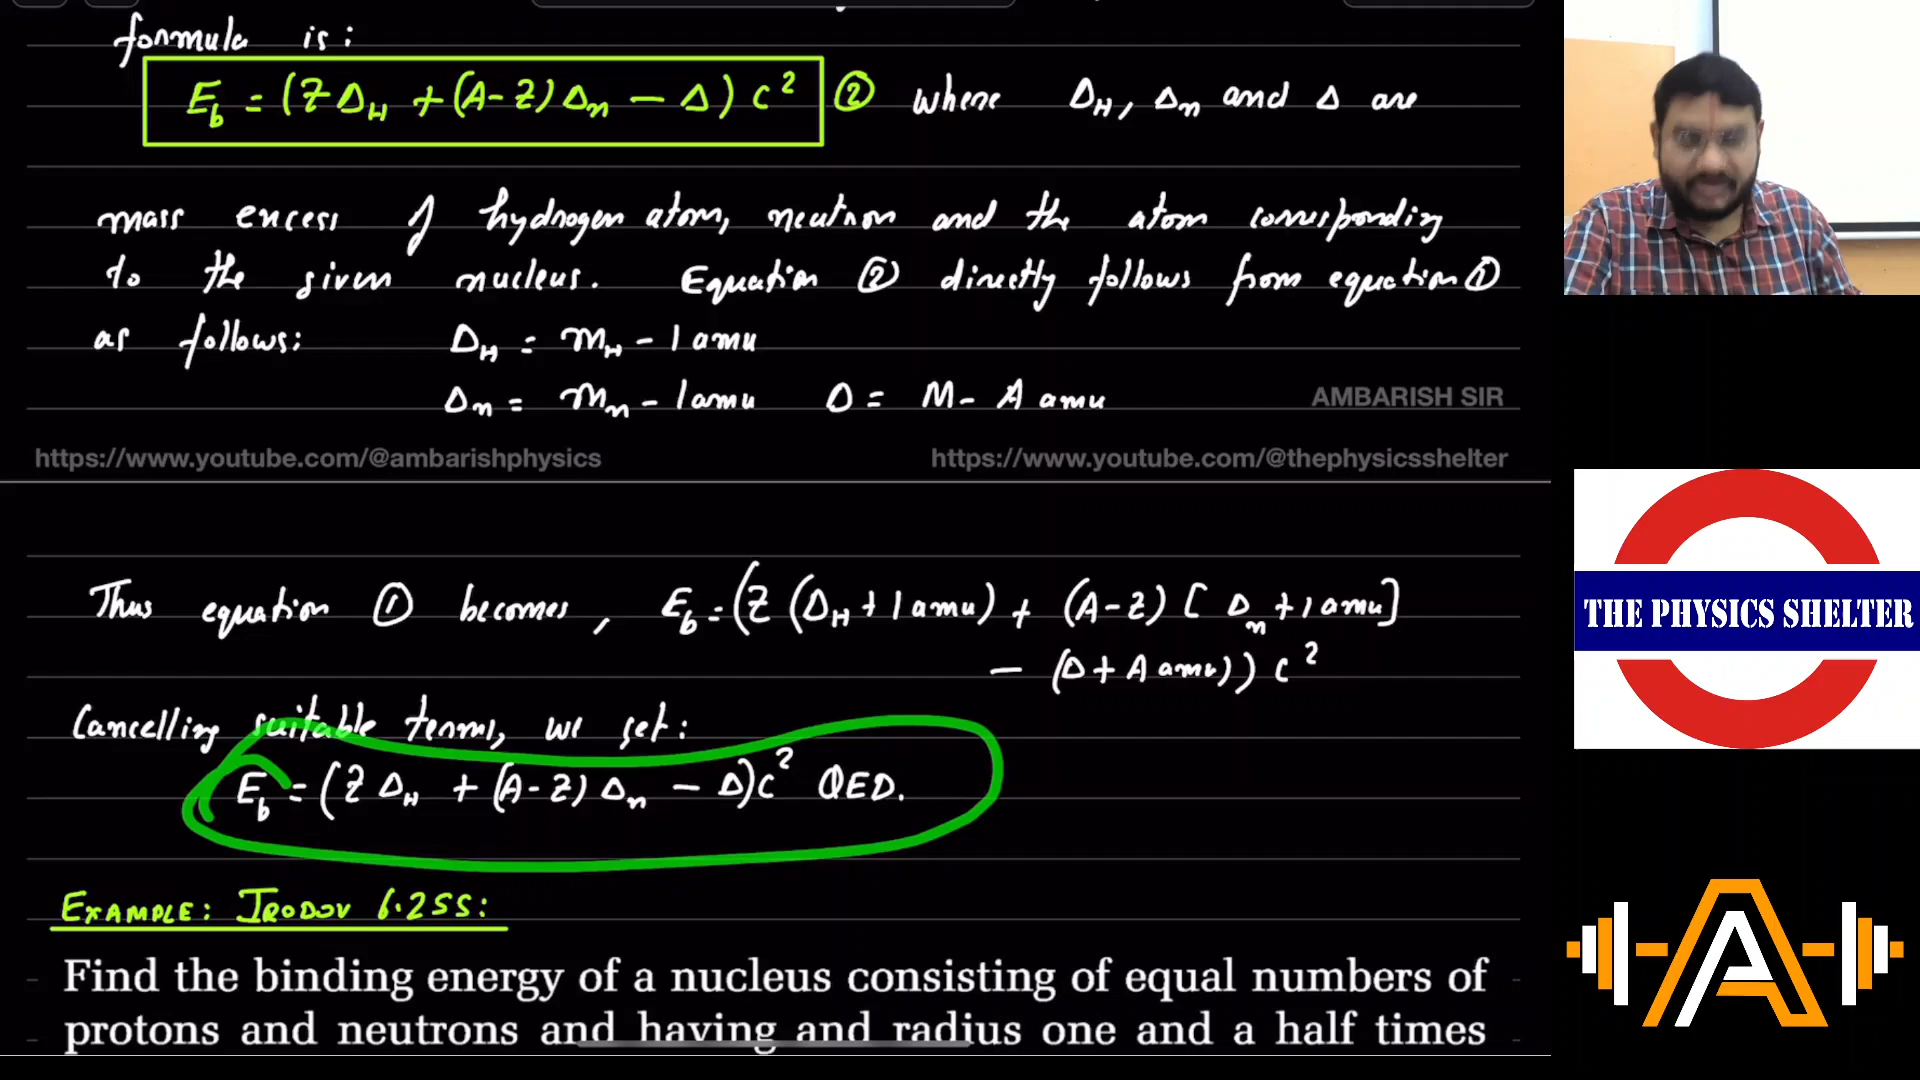 formula is:
E_b = (Z Δ_H + (A-Z) Δ_n - Δ) C² ② where Δ_H, Δ_n and Δ are
mass excess of hydrogen atom, neutron and the atom corresponding
to the given nucleus. Equation ② directly follows from equation ①
as follows: Δ_H = m_H - 1 amu
Δ_n = m_n - 1 amu Δ = M - A amu
AMBARISH SIR
https://www.youtube.com/@ambarishphysics https://www.youtube.com/@thephysicsshelter
Thus equation ① becomes, E_b = (Z (Δ_H + 1 amu) + (A-Z) [Δ_n + 1 amu]
- (Δ + A amu)) C²
Cancelling suitable terms, we get:
E_b = (Z Δ_H + (A-Z) Δ_n - Δ) C² QED.
EXAMPLE: IRODOV 6.255:
Find the binding energy of a nucleus consisting of equal numbers of
protons and neutrons and having and radius one and a half times
THE PHYSICS SHELTER
A